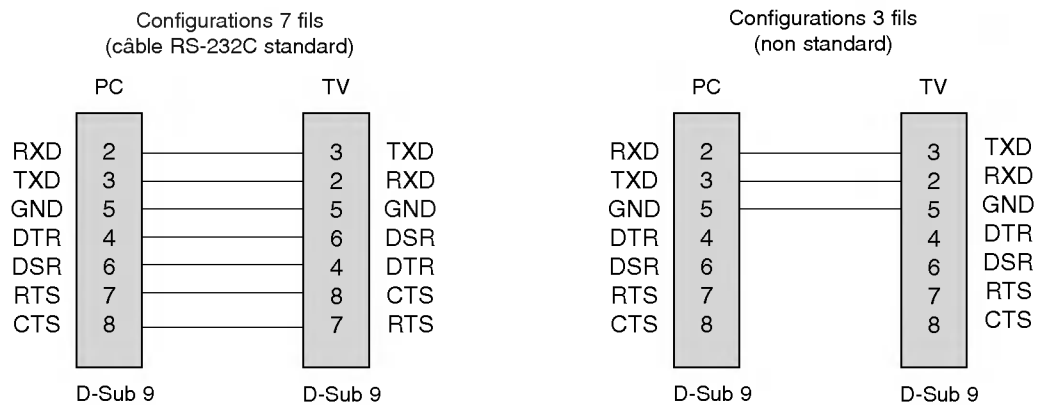 Configurations 7 fils
(câble RS-232C standard)
PC TV
RXD 2 3 TXD
TXD 3 2 RXD
GND 5 5 GND
DTR 4 6 DSR
DSR 6 4 DTR
RTS 7 8 CTS
CTS 8 7 RTS
D-Sub 9 D-Sub 9
Configurations 3 fils
(non standard)
PC TV
RXD 2 3 TXD
TXD 3 2 RXD
GND 5 5 GND
DTR 4 4 DTR
DSR 6 6 DSR
RTS 7 7 RTS
CTS 8 8 CTS
D-Sub 9 D-Sub 9